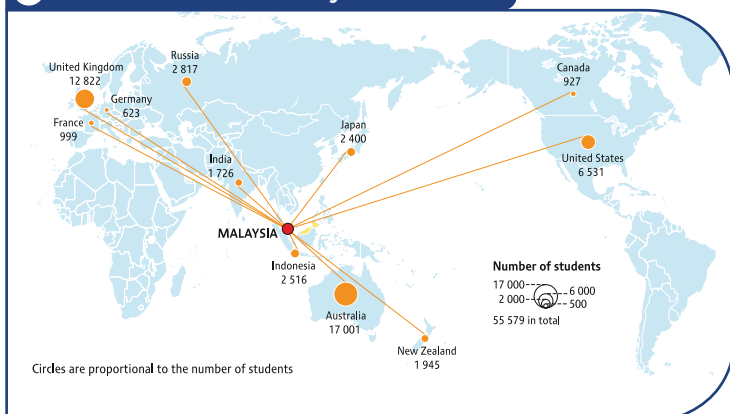 United Kingdom
12 822
Russia
2 817
Germany
623
France
999
India
1 726
Japan
2 400
Canada
927
United States
6 531
MALAYSIA
Indonesia
2 516
Australia
17 001
New Zealand
1 945
Number of students
17 000
6 000
2 000
500
55 579 in total
Circles are proportional to the number of students